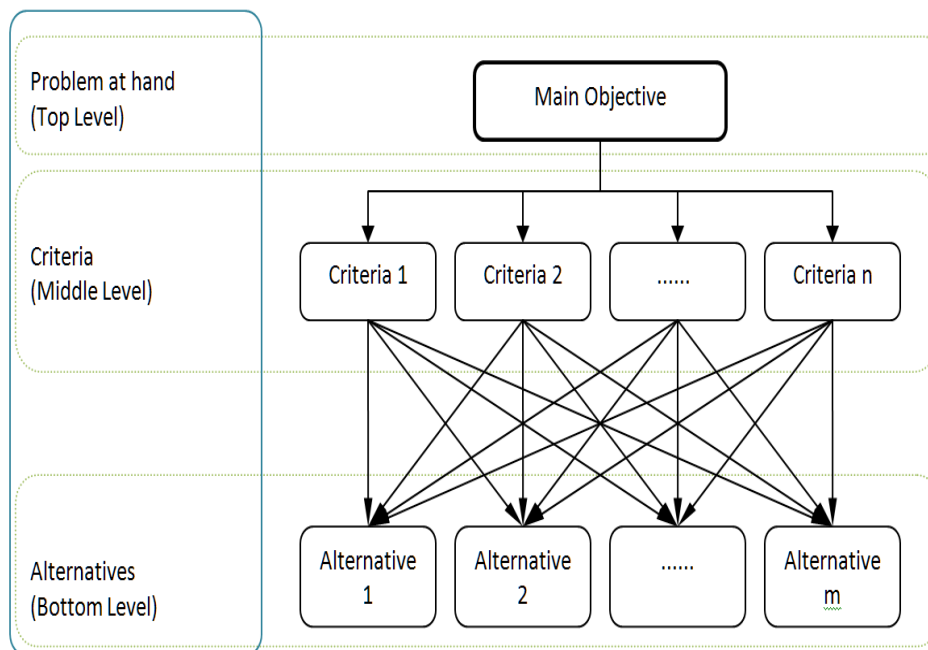 Problem at hand
(Top Level)
Main Objective
Criteria
(Middle Level)
Criteria 1
Criteria 2
......
Criteria n
Alternatives
(Bottom Level)
Alternative
1
Alternative
2
......
Alternative
m